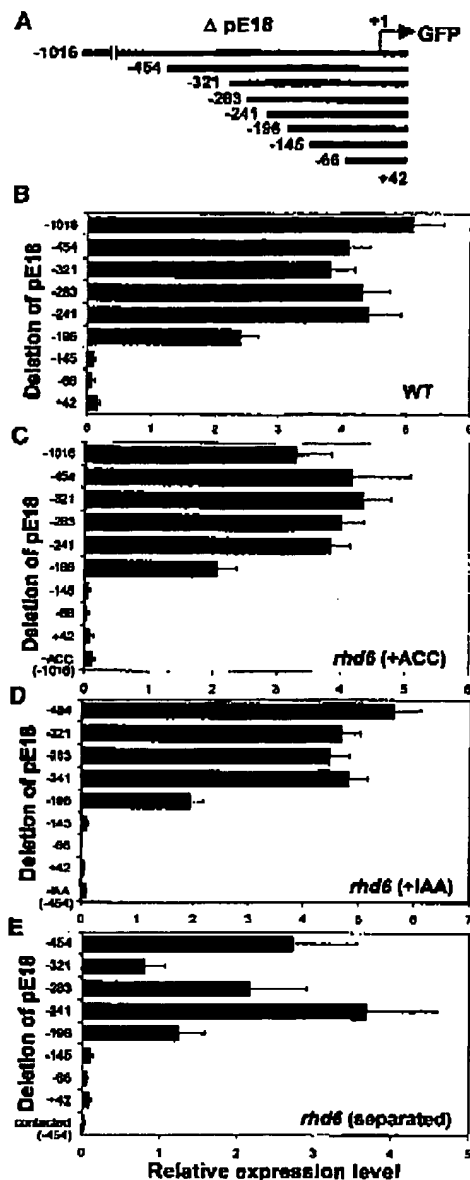 A
Δ pE18
+1
GFP
-1016
-454
-321
-283
-241
-196
-145
-66
+42
B
Deletion of pE18
-1016
-454
-321
-283
-241
-196
-145
-66
+42
WT
0 1 2 3 4 5 6
C
Deletion of pE18
-1016
-454
-321
-283
-241
-196
-145
-66
+42
-ACC
(-1016)
rhd6 (+ACC)
0 1 2 3 4 5 6
D
Deletion of pE18
-454
-321
-283
-241
-196
-145
-66
+42
-IAA
(-454)
rhd6 (+IAA)
0 1 2 3 4 5 6 7
E
Deletion of pE18
-454
-321
-283
-241
-196
-145
-66
+42
contacted
(-454)
rhd6 (separated)
0 1 2 3 4 5
Relative expression level